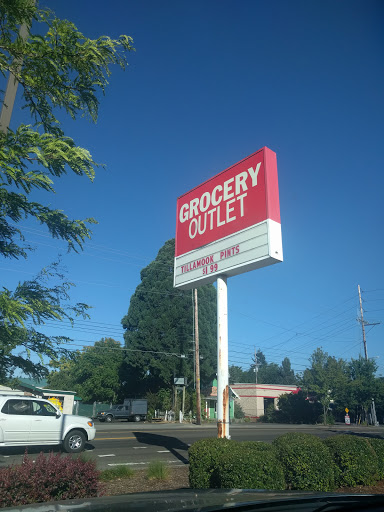 GROCERY
OUTLET
TILLAMOOK PINTS
$1.99